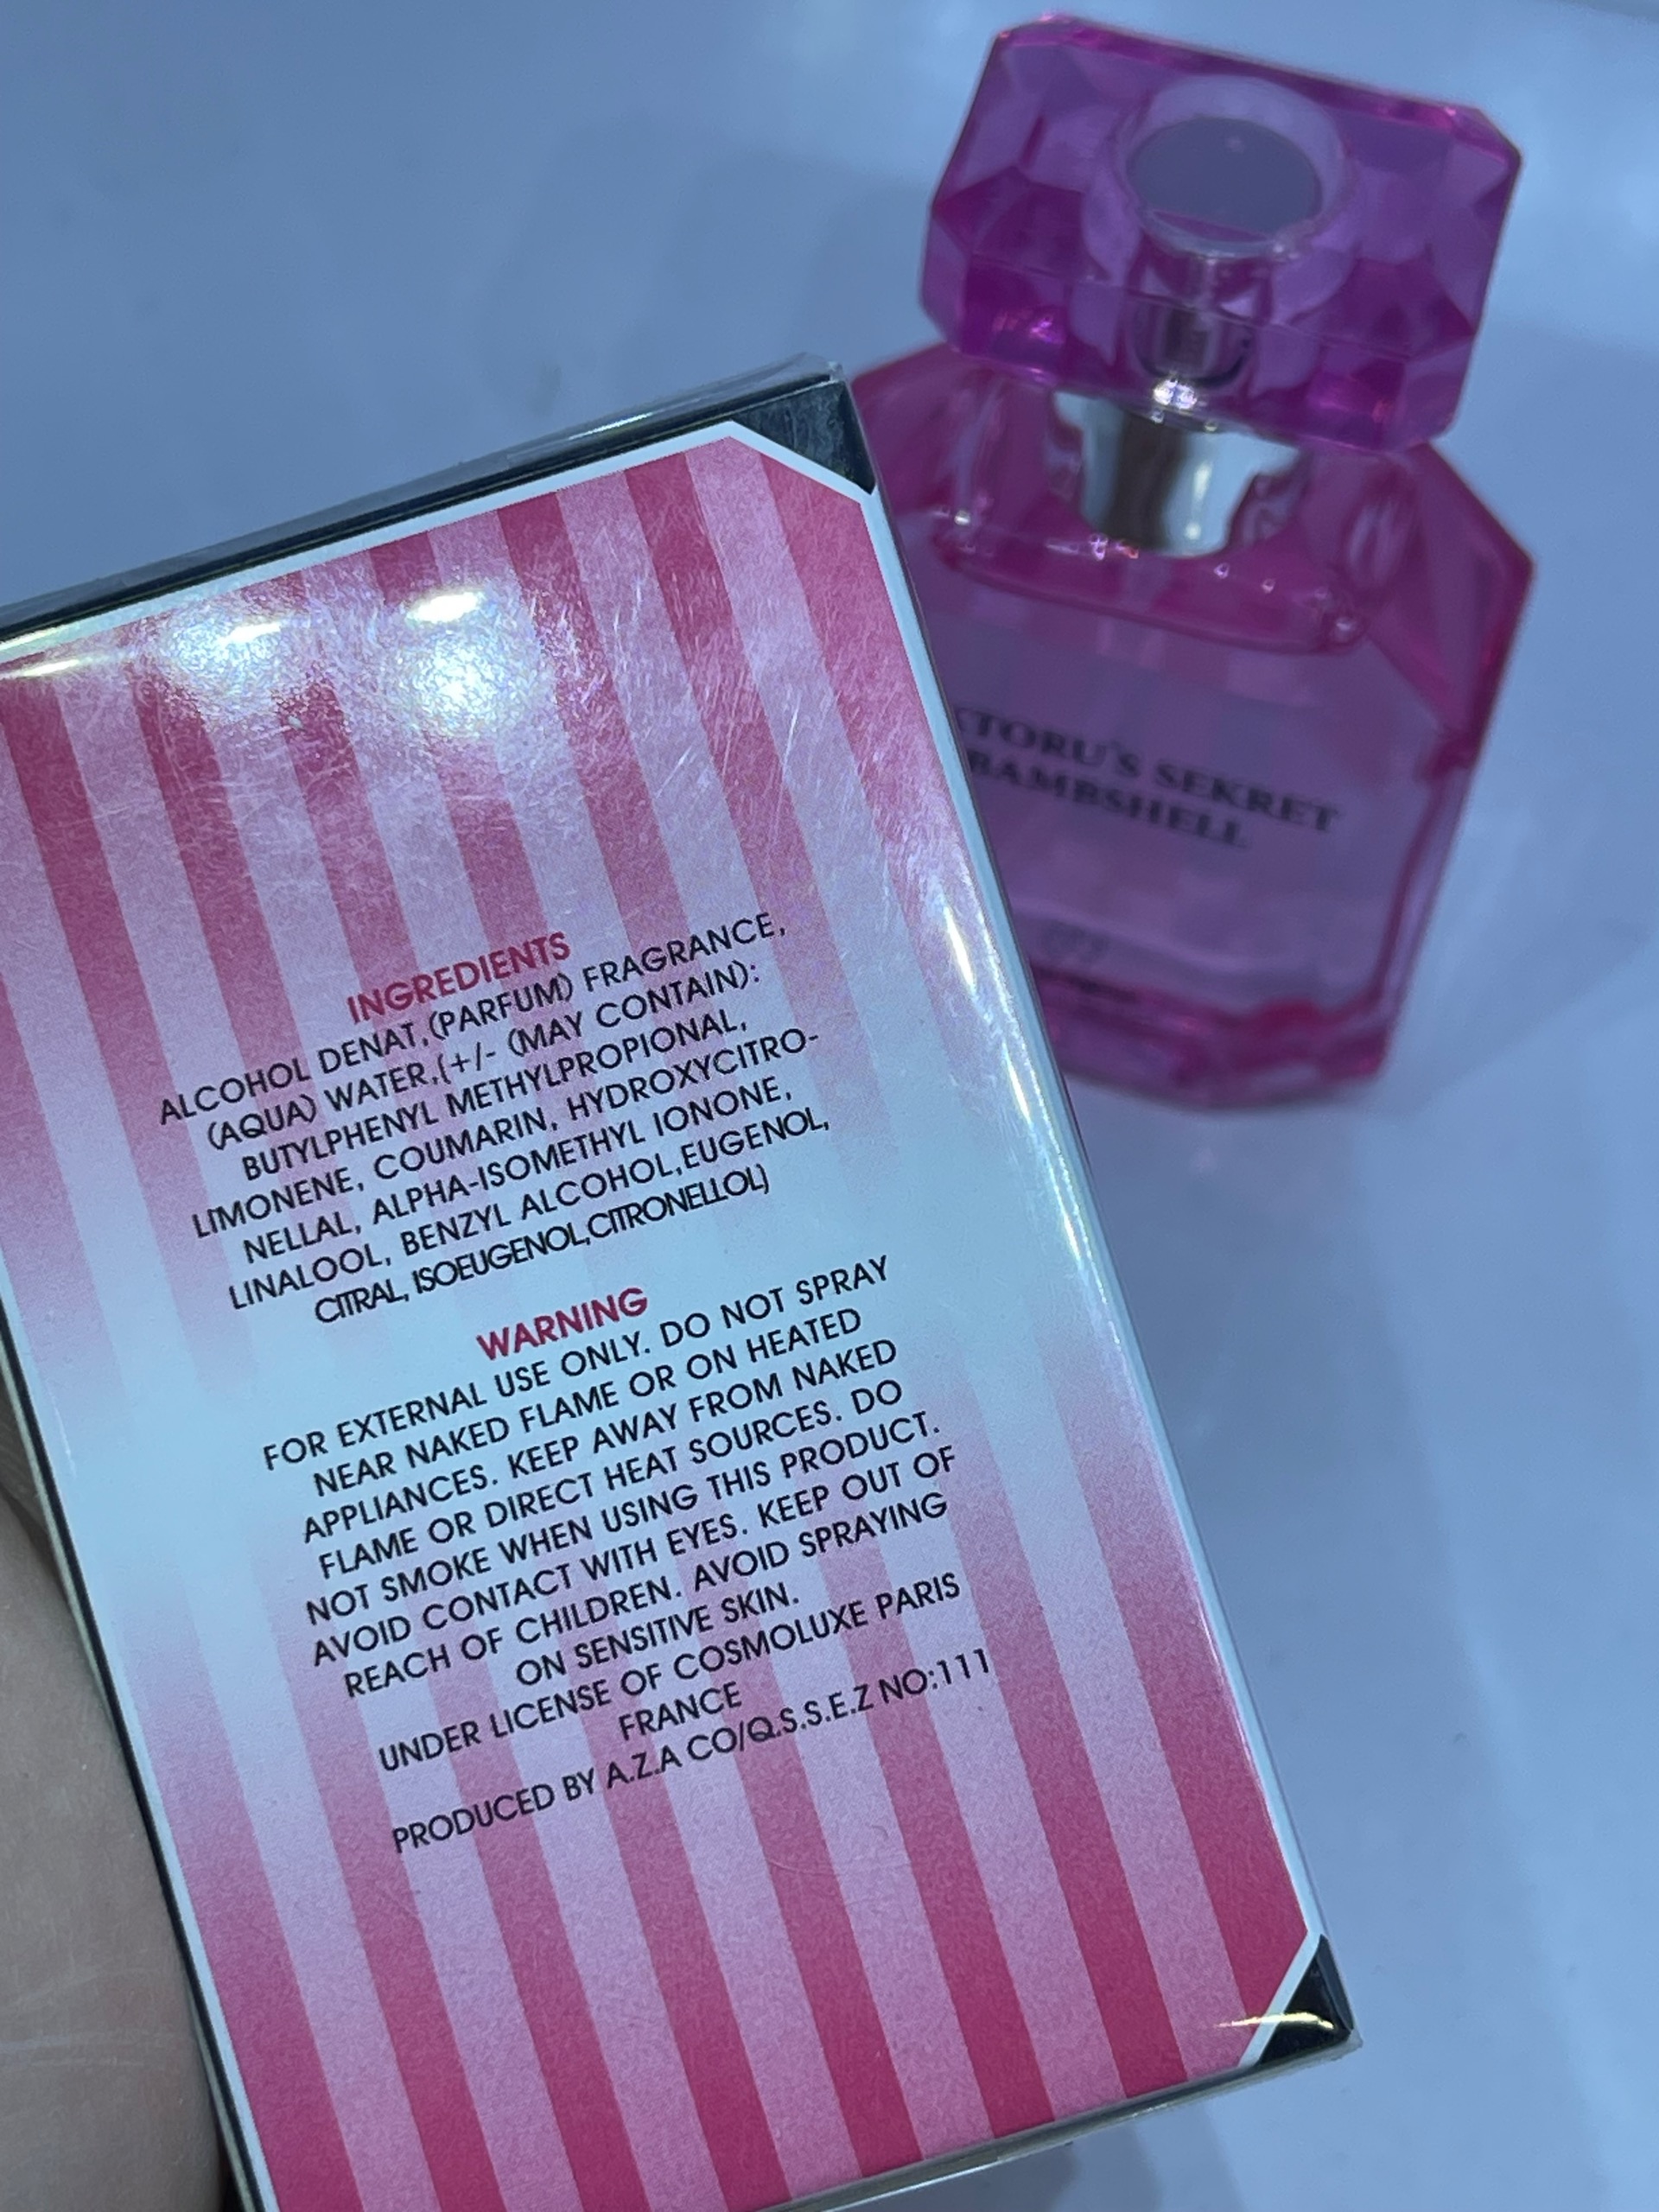 INGREDIENTS
ALCOHOL DENAT,(PARFUM) FRAGRANCE,
(AQUA) WATER,(+/- (MAY CONTAIN):
BUTYLPHENYL METHYLPROPIONAL,
LIMONENE, COUMARIN, HYDROXYCITRO-
NELLAL, ALPHA-ISOMETHYL IONONE,
LINALOOL, BENZYL ALCOHOL,EUGENOL,
CITRAL, ISOEUGENOL,CITRONELLOL)
WARNING
FOR EXTERNAL USE ONLY. DO NOT SPRAY
NEAR NAKED FLAME OR ON HEATED
APPLIANCES. KEEP AWAY FROM NAKED
FLAME OR DIRECT HEAT SOURCES. DO
NOT SMOKE WHEN USING THIS PRODUCT.
AVOID CONTACT WITH EYES. KEEP OUT OF
REACH OF CHILDREN. AVOID SPRAYING
ON SENSITIVE SKIN.
UNDER LICENSE OF COSMOLUXE PARIS
FRANCE
PRODUCED BY A.Z.A CO/Q.S.S.E.Z NO:111
KTORU'S SEKRET
BAMBSHELL